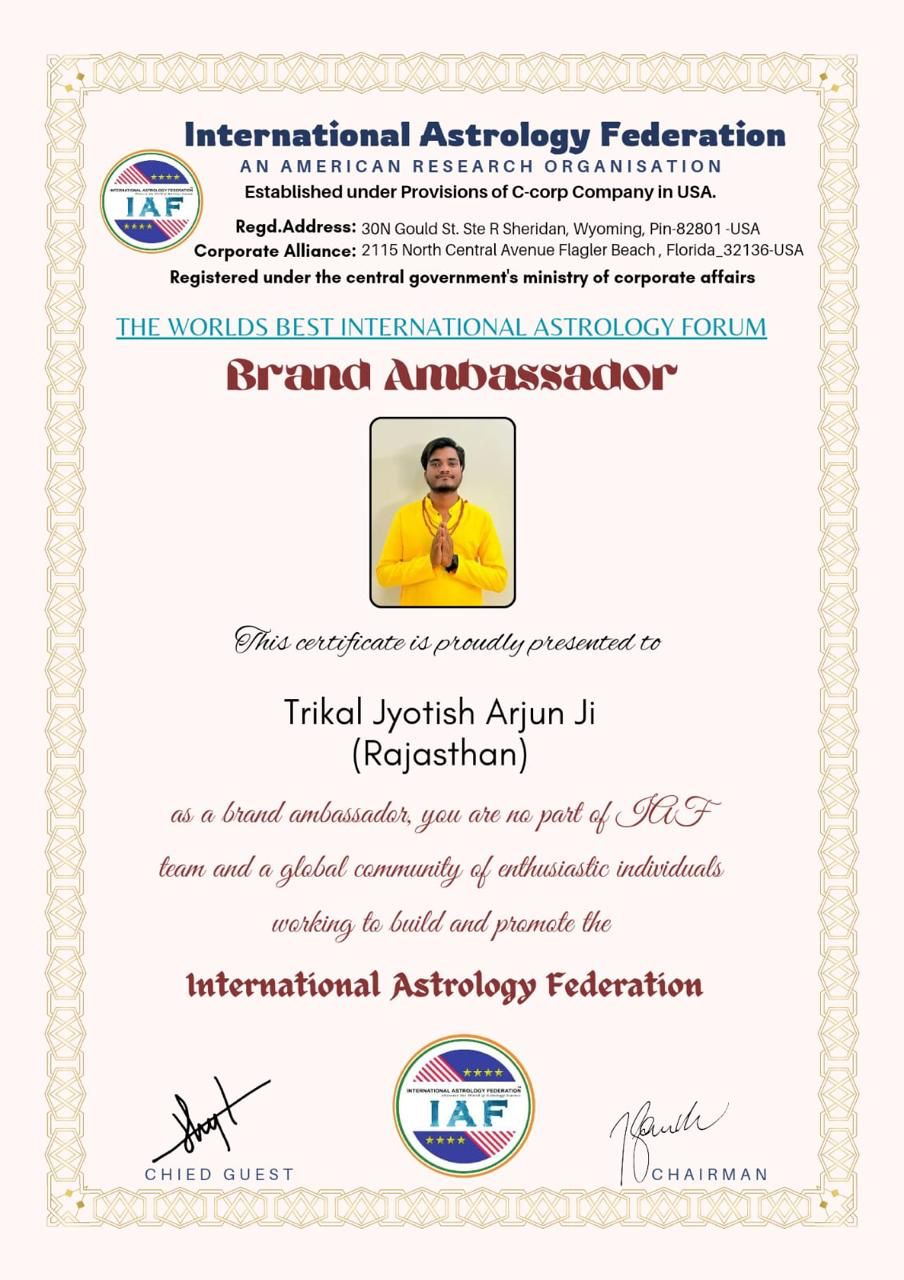 International Astrology Federation
AN AMERICAN RESEARCH ORGANISATION
Established under Provisions of C-corp Company in USA.
INTERNATIONAL ASTROLOGY FEDERATION
IAF
Regd.Address: 30N Gould St. Ste R Sheridan, Wyoming, Pin-82801 -USA
Corporate Alliance: 2115 North Central Avenue Flagler Beach , Florida_32136-USA
Registered under the central government's ministry of corporate affairs
THE WORLDS BEST INTERNATIONAL ASTROLOGY FORUM
Brand Ambassador
This certificate is proudly presented to
Trikal Jyotish Arjun Ji
(Rajasthan)
as a brand ambassador, you are no part of IAF
team and a global community of enthusiastic individuals
working to build and promote the
International Astrology Federation
INTERNATIONAL ASTROLOGY FEDERATION
IAF
CHIED GUEST
CHAIRMAN